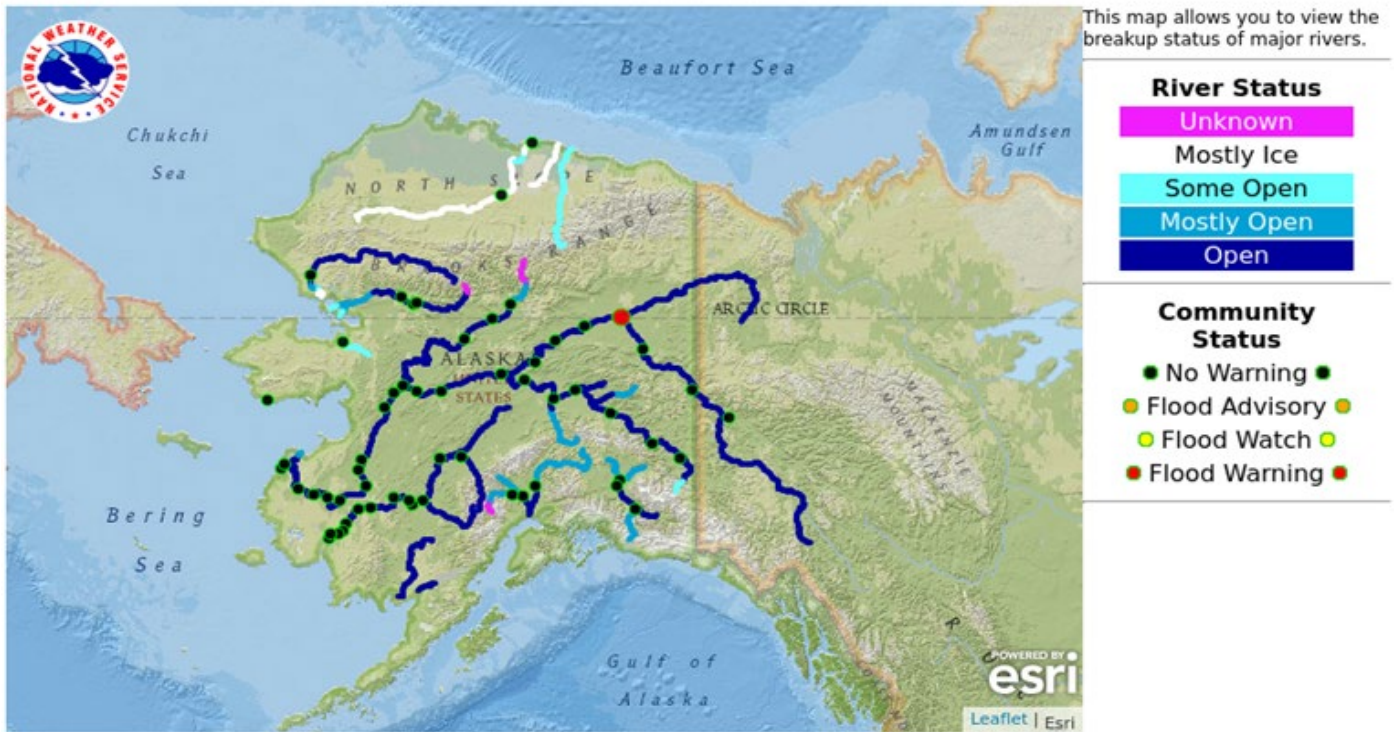 This map allows you to view the
breakup status of major rivers.
River Status
Unknown
Mostly Ice
Some Open
Mostly Open
Open
Community
Status
No Warning
Flood Advisory
Flood Watch
Flood Warning
NATIONAL WEATHER SERVICE
Beaufort Sea
Chukchi
Sea
Amundsen
Gulf
NORTH SLOPE
BROOKS RANGE
ARCTIC CIRCLE
ALASKA
STATES
MACKENZIE
MOUNTAINS
Bering
Sea
Gulf of
Alaska
POWERED BY
esri
Leaflet | Esri